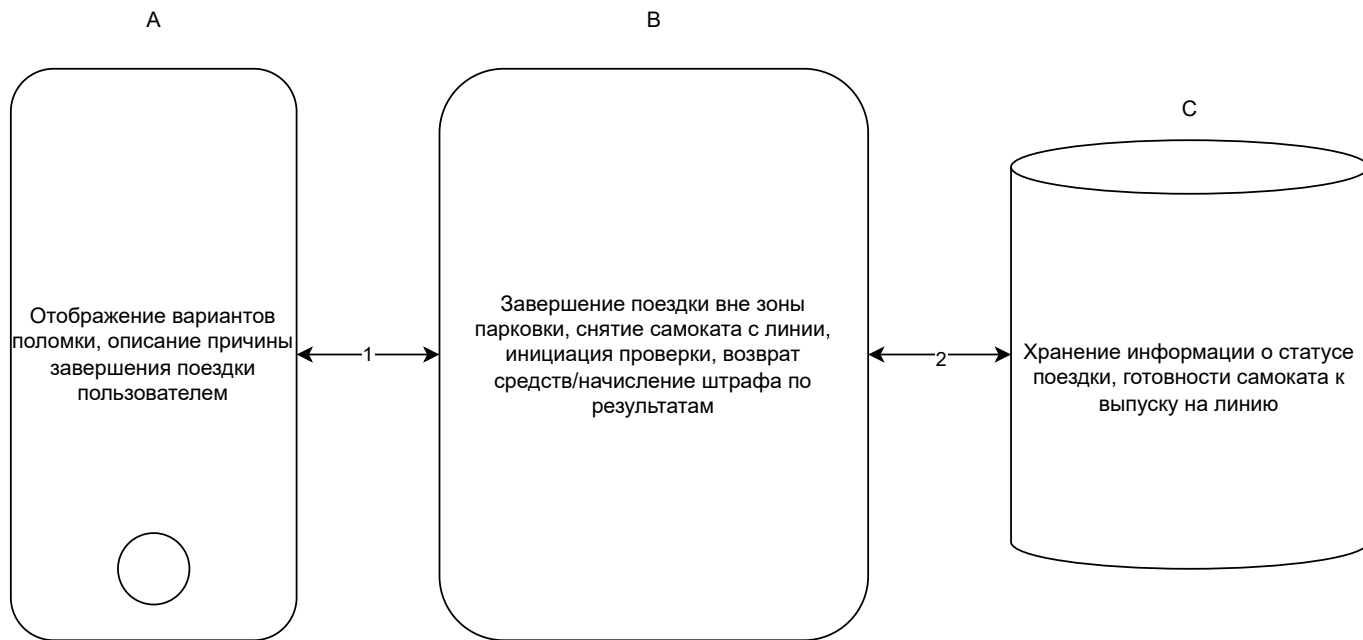 A
B
C
Отображение вариантов
поломки, описание причины
завершения поездки
пользователем
1
Завершение поездки вне зоны
парковки, снятие самоката с линии,
инициация проверки, возврат
средств/начисление штрафа по
результатам
2
Хранение информации о статусе
поездки, готовности самоката к
выпуску на линию